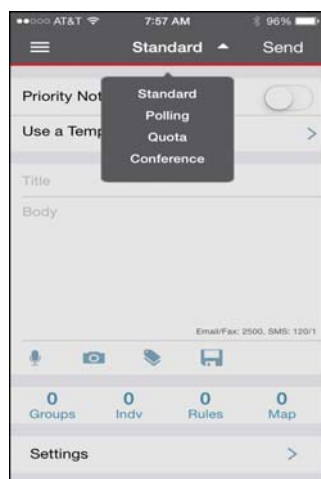 AT&T 7:57 AM 96%
Standard Send
Standard
Polling
Quota
Conference
Priority Not
Use a Temp
Title
Body
Email/Fax: 2500, SMS: 120/1
0 0 0 0
Groups Indv Rules Map
Settings